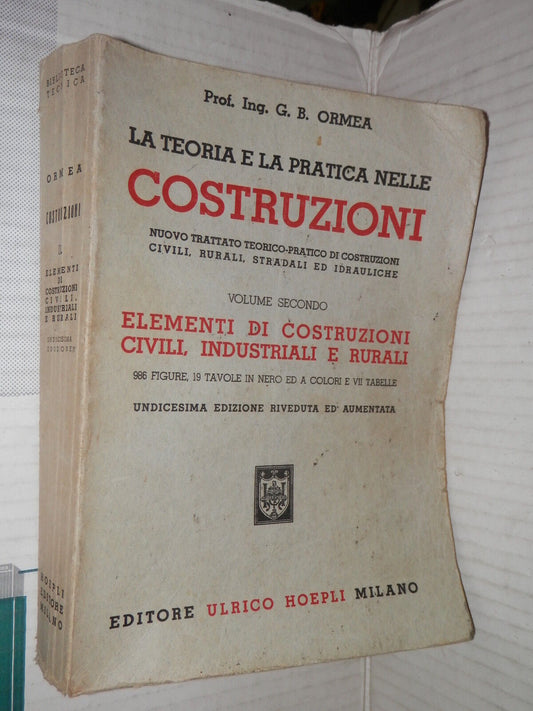 BIBLIOTECA
TECNICA
ORMEA
COSTRUZIONI
II
ELEMENTI
DI
COSTRUZIONI
CIVILI,
INDUSTRIALI
E RURALI
UNDICESIMA
HOEPLI
EDITORE
MILANO
Prof. Ing. G. B. ORMEA
LA TEORIA E LA PRATICA NELLE
COSTRUZIONI
NUOVO TRATTATO TEORICO-PRATICO DI COSTRUZIONI
CIVILI, RURALI, STRADALI ED IDRAULICHE
VOLUME SECONDO
ELEMENTI DI COSTRUZIONI
CIVILI, INDUSTRIALI E RURALI
986 FIGURE, 19 TAVOLE IN NERO ED A COLORI E VII TABELLE
UNDICESIMA EDIZIONE RIVEDUTA ED AUMENTATA
EDITORE ULRICO HOEPLI MILANO